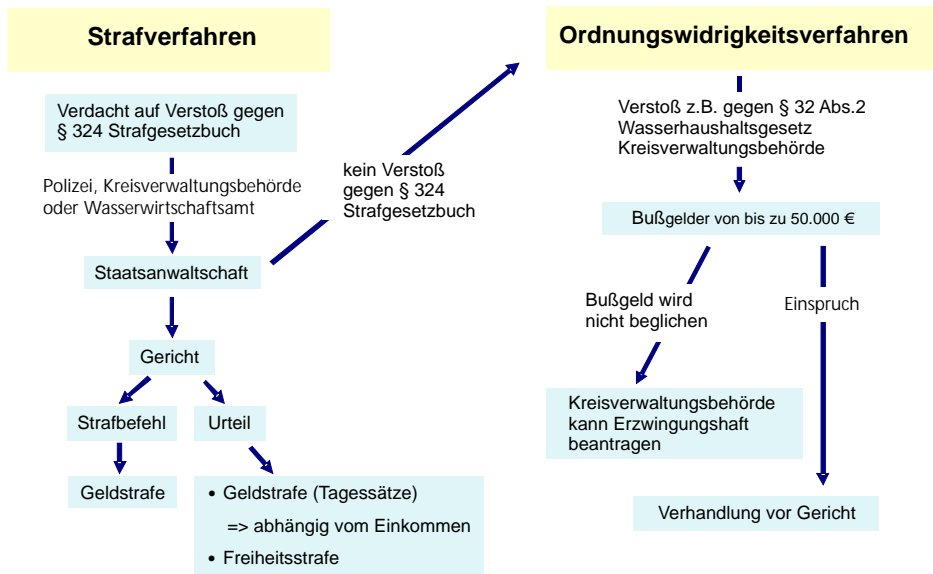 Strafverfahren
Verdacht auf Verstoß gegen
§ 324 Strafgesetzbuch
Polizei, Kreisverwaltungsbehörde
oder Wasserwirtschaftsamt
Staatsanwaltschaft
Gericht
Strafbefehl
Urteil
Geldstrafe
• Geldstrafe (Tagessätze)
=> abhängig vom Einkommen
• Freiheitsstrafe
kein Verstoß
gegen § 324
Strafgesetzbuch
Ordnungswidrigkeitsverfahren
Verstoß z.B. gegen § 32 Abs.2
Wasserhaushaltsgesetz
Kreisverwaltungsbehörde
Bußgelder von bis zu 50.000 €
Bußgeld wird
nicht beglichen
Einspruch
Kreisverwaltungsbehörde
kann Erzwingungshaft
beantragen
Verhandlung vor Gericht